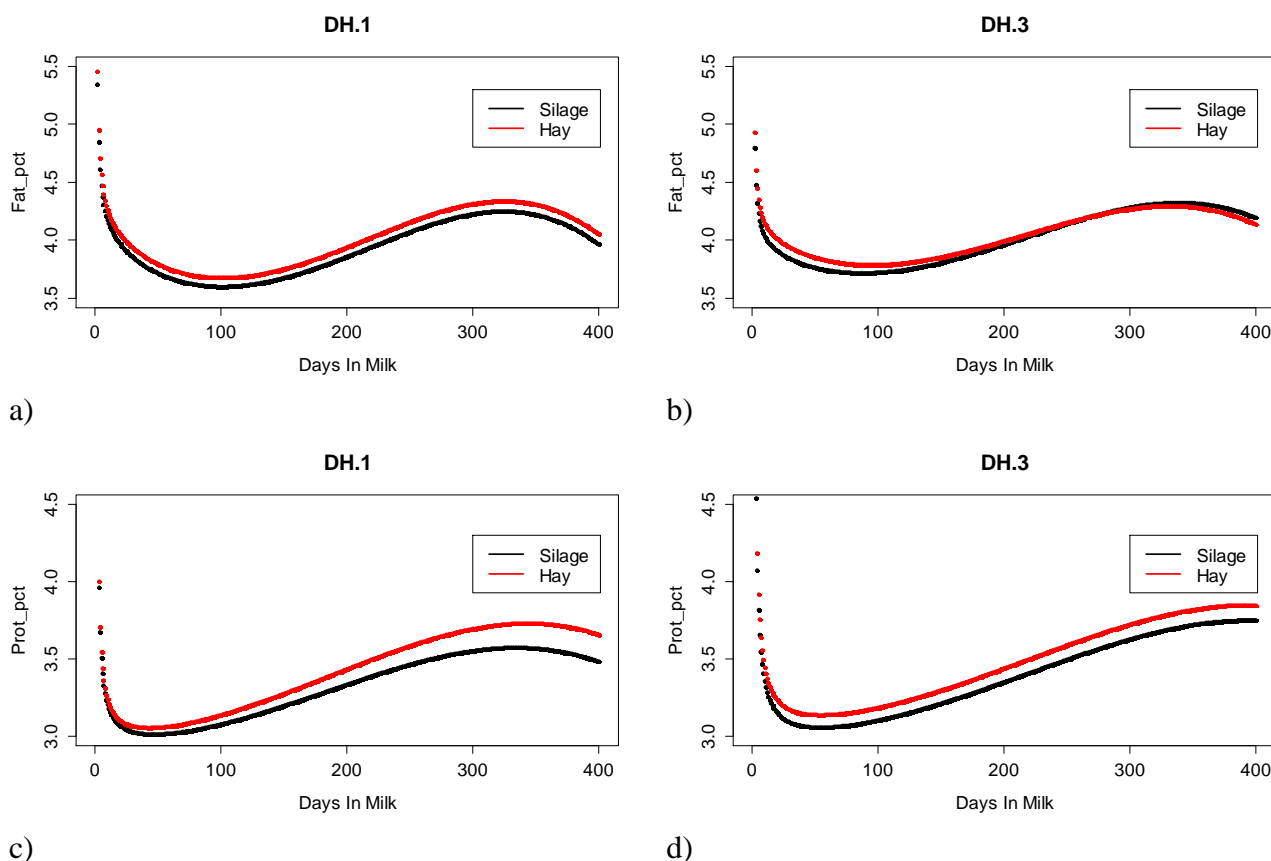 DH.1
Fat_pct
5.5
5.0
4.5
4.0
3.5
Silage
Hay
0 100 200 300 400
Days In Milk
a)
DH.3
Fat_pct
5.5
5.0
4.5
4.0
3.5
Silage
Hay
0 100 200 300 400
Days In Milk
b)
DH.1
Prot_pct
4.5
4.0
3.5
3.0
Silage
Hay
0 100 200 300 400
Days In Milk
c)
DH.3
Prot_pct
4.5
4.0
3.5
3.0
Silage
Hay
0 100 200 300 400
Days In Milk
d)